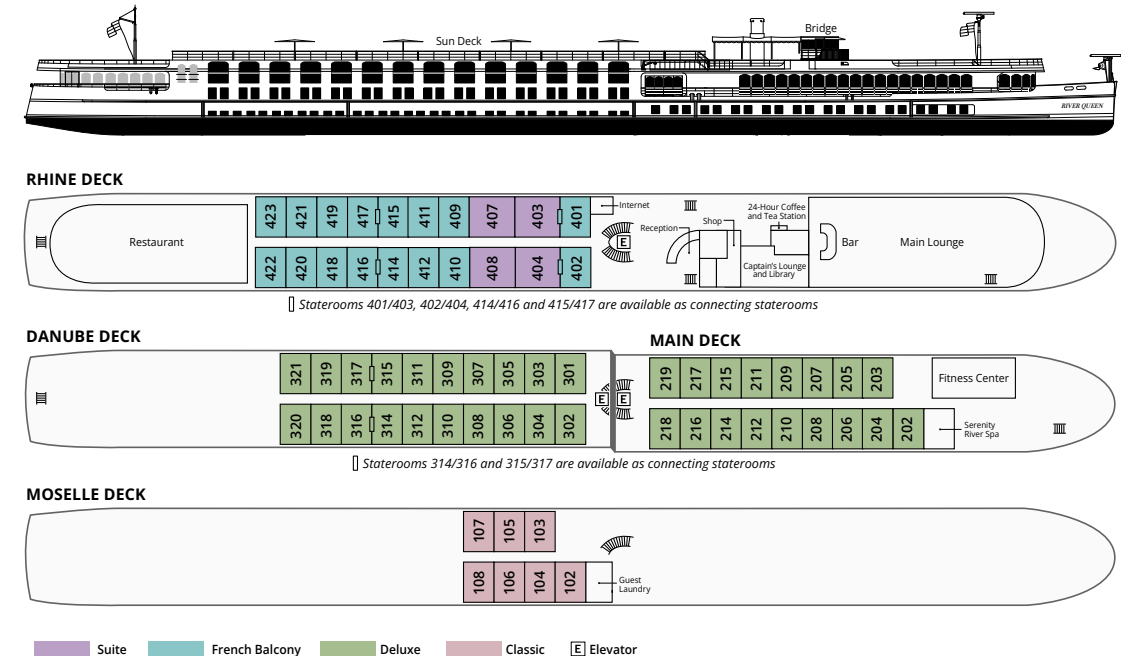 Sun Deck
Bridge
RIVER QUEEN
RHINE DECK
423 421 419 417 415 411 409 407 403 401
Internet
Restaurant
Reception
E
Shop
24-Hour Coffee
and Tea Station
Bar
Main Lounge
Captain's Lounge
and Library
422 420 418 416 414 412 410 408 404 402
Staterooms 401/403, 402/404, 414/416 and 415/417 are available as connecting staterooms
DANUBE DECK
321 319 317 315 311 309 307 305 303 301
E
320 318 316 314 312 310 308 306 304 302
MAIN DECK
219 217 215 211 209 207 205 203
Fitness Center
E
218 216 214 212 210 208 206 204 202
Serenity
River Spa
Staterooms 314/316 and 315/317 are available as connecting staterooms
MOSELLE DECK
107 105 103
108 106 104 102
Guest
Laundry
Suite
French Balcony
Deluxe
Classic
E Elevator